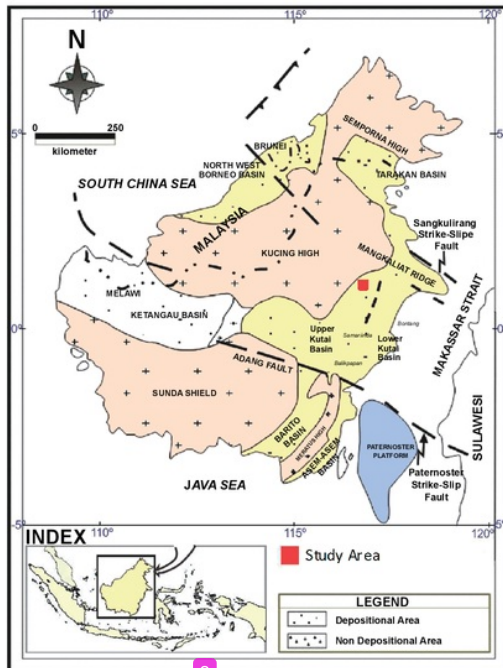 110°
115°
120°
N
5°
0
250
kilometer
SEMPORNA HIGH
BRUNEI
NORTH WEST
BORNEO BASIN
TARAKAN BASIN
SOUTH CHINA SEA
MALAYSIA
Sangkulirang
Strike-Slipe
Fault
KUCING HIGH
MANGKALIAT RIDGE
MELAWI
KETANGAU BASIN
MAKASSAR STRAIT
0°
Upper
Kutai
Basin
Samarinda
Bontang
Lower
Kutai
Basin
Balikpapan
ADANG FAULT
SUNDA SHIELD
BARITO
BASIN
MERATUS HIGH
ASEM-ASEM
BASIN
PATERNOSTER
PLATFORM
SULAWESI
Paternoster
Strike-Slip
Fault
JAVA SEA
5°
INDEX
110°
115°
120°
Study Area
LEGEND
Depositional Area
Non Depositional Area